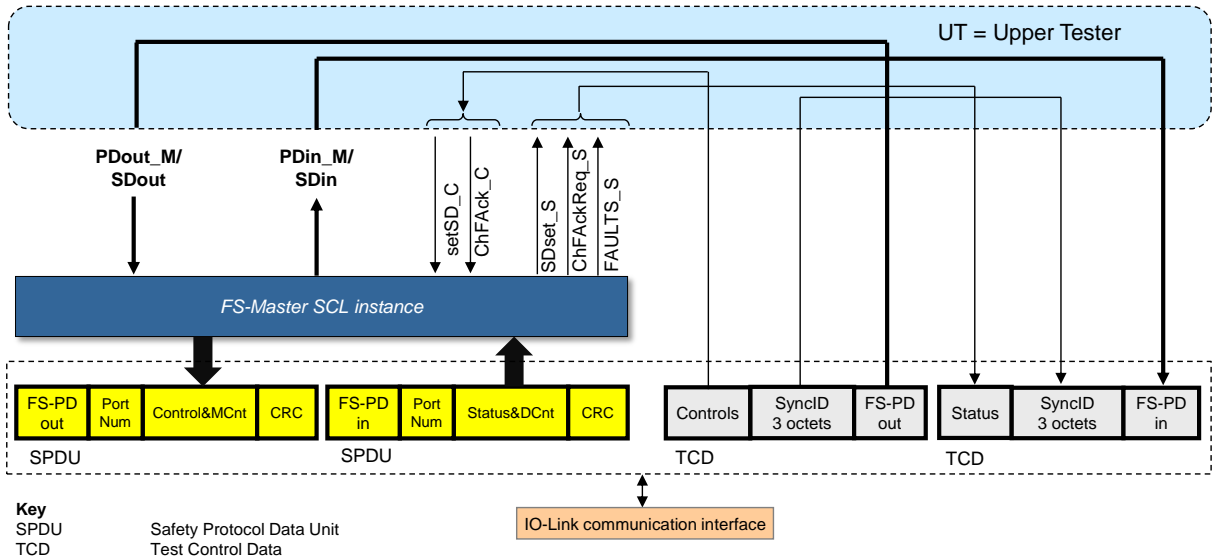 UT = Upper Tester
PDout_M/
SDout
PDin_M/
SDin
setSD_C
ChFAck_C
SDset_S
ChFAckReq_S
FAULTS_S
FS-Master SCL instance
FS-PD
out
Port
Num
Control&MCnt
CRC
FS-PD
in
Port
Num
Status&DCnt
CRC
Controls
SyncID
3 octets
FS-PD
out
Status
SyncID
3 octets
FS-PD
in
SPDU
SPDU
TCD
TCD
Key
SPDU Safety Protocol Data Unit
TCD Test Control Data
IO-Link communication interface